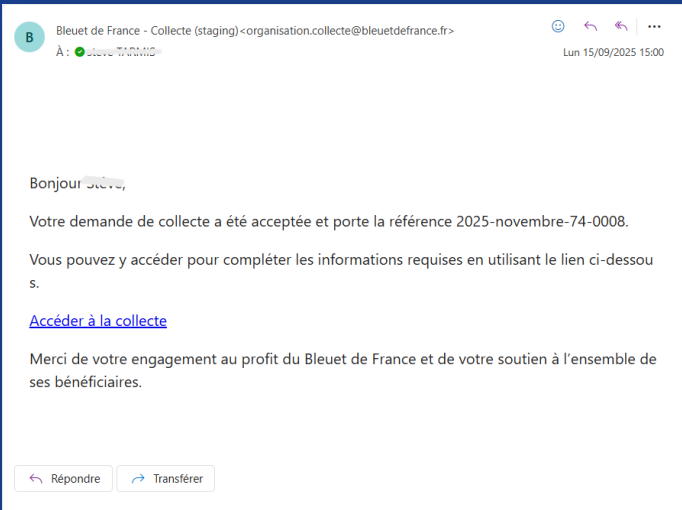 B
Bleuet de France - Collecte (staging)<organisation.collecte@bleuetdefrance.fr>
À :
Lun 15/09/2025 15:00
Bonjour
Votre demande de collecte a été acceptée et porte la référence 2025-novembre-74-0008.
Vous pouvez y accéder pour compléter les informations requises en utilisant le lien ci-dessou
s.
Accéder à la collecte
Merci de votre engagement au profit du Bleuet de France et de votre soutien à l'ensemble de
ses bénéficiaires.
Répondre
Transférer